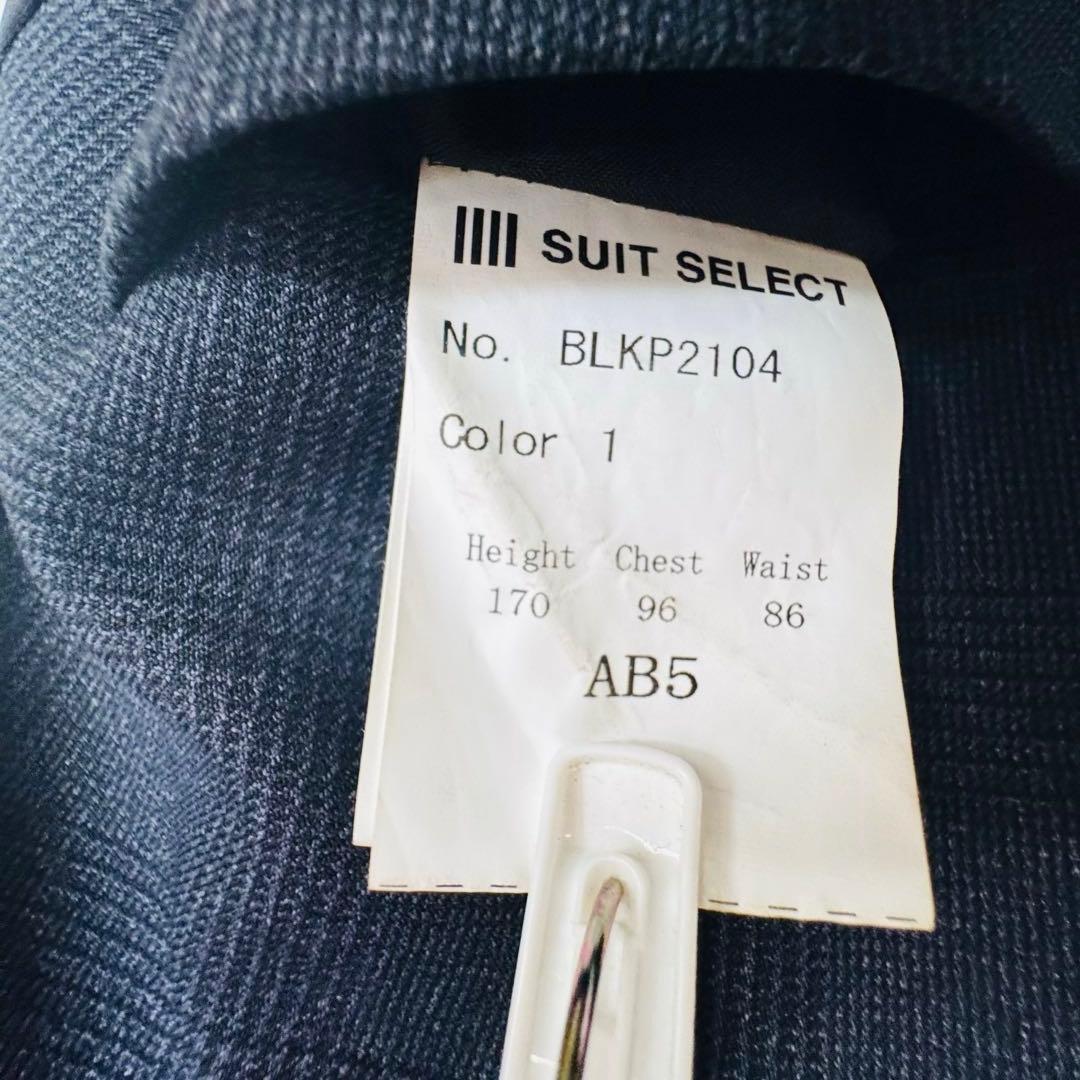 SUIT SELECT
No. BLKP2104
Color 1
Height Chest Waist
170 96 86
AB5